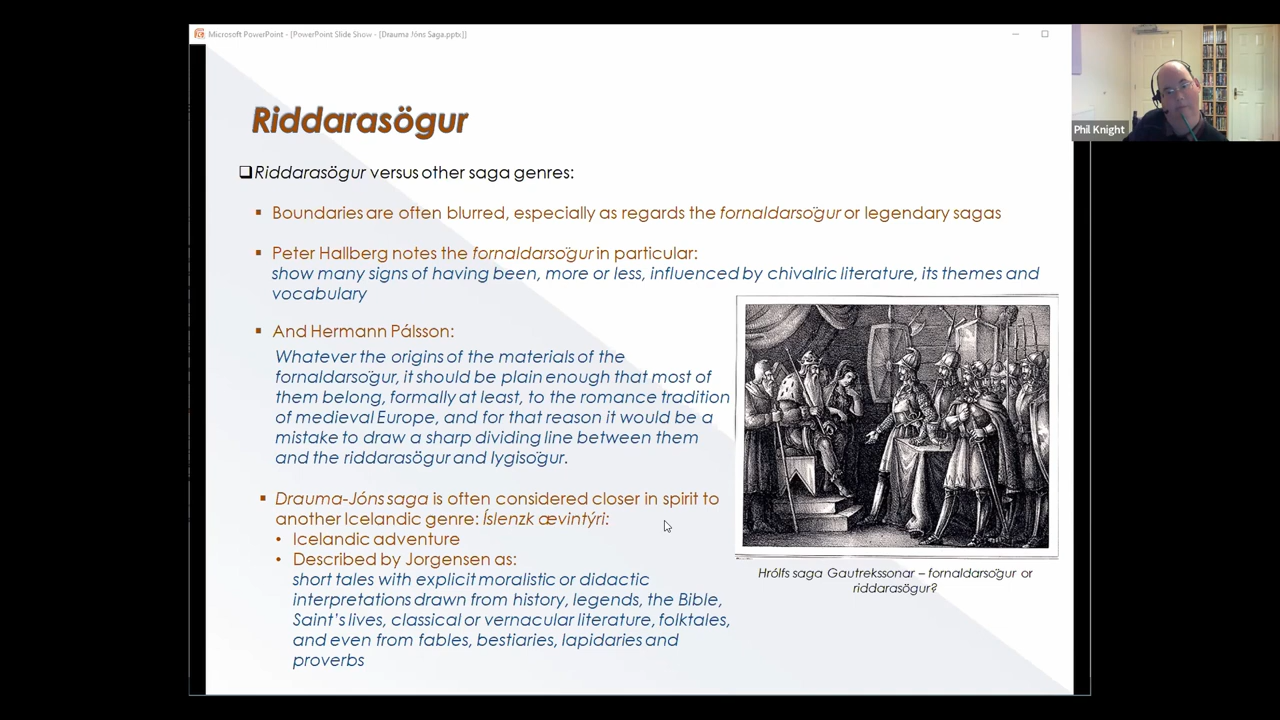 Microsoft PowerPoint - [PowerPoint Slide Show - [Drauma Jóns Saga.pptx]]
Phil Knight
Riddarasögur
Riddarasögur versus other saga genres:
Boundaries are often blurred, especially as regards the fornaldarsögur or legendary sagas
Peter Hallberg notes the fornaldarsögur in particular:
show many signs of having been, more or less, influenced by chivalric literature, its themes and
vocabulary
And Hermann Pálsson:
Whatever the origins of the materials of the
fornaldarsögur, it should be plain enough that most of
them belong, formally at least, to the romance tradition
of medieval Europe, and for that reason it would be a
mistake to draw a sharp dividing line between them
and the riddarasögur and lygisögur.
Drauma-Jóns saga is often considered closer in spirit to
another Icelandic genre: Íslenzk ævintýri:
• Icelandic adventure
• Described by Jorgensen as:
short tales with explicit moralistic or didactic
interpretations drawn from history, legends, the Bible,
Saint's lives, classical or vernacular literature, folktales,
and even from fables, bestiaries, lapidaries and
proverbs
Hrólfs saga Gautrekssonar – fornaldarsögur or
riddarasögur?